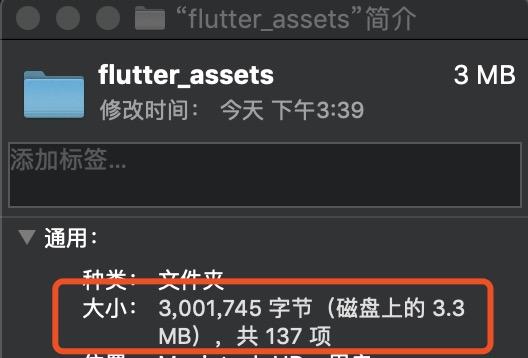 “flutter_assets”简介
flutter_assets 3 MB
修改时间： 今天 下午3:39
添加标签...
通用：
种类： 文件夹
大小： 3,001,745 字节（磁盘上的 3.3
MB），共 137 项